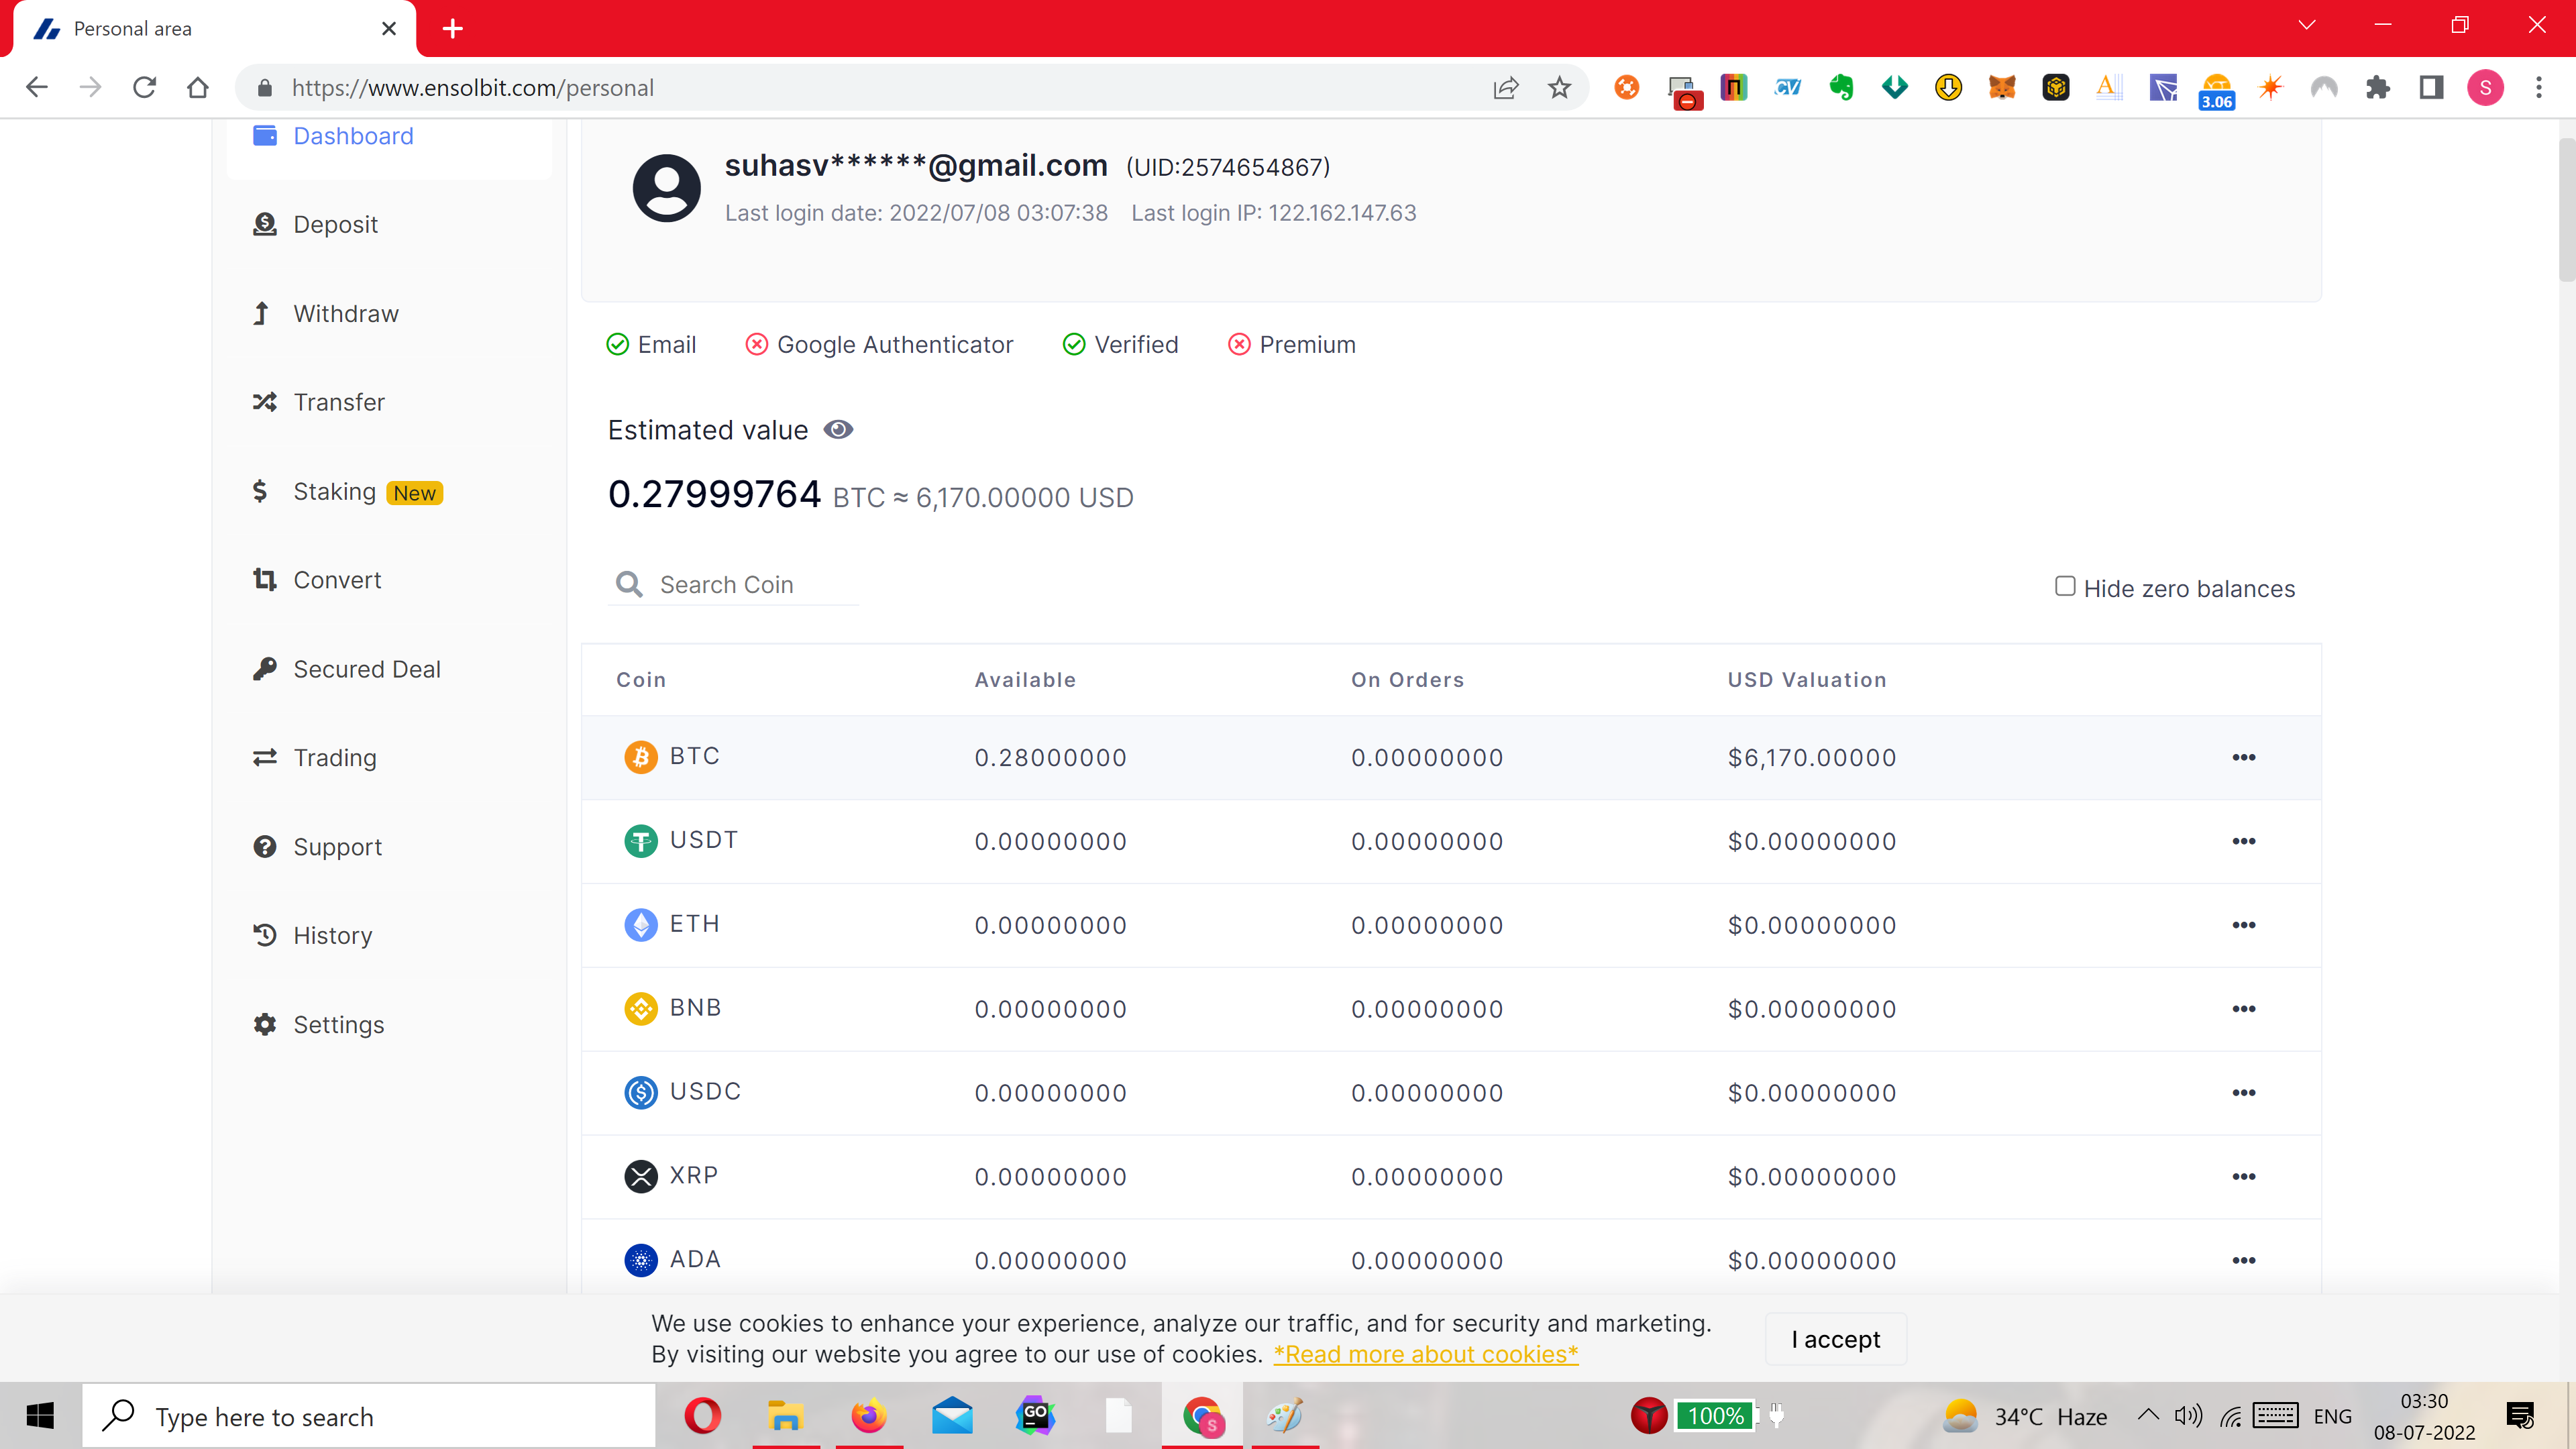 Personal area
https://www.ensolbit.com/personal
3.06
S
Dashboard
Deposit
Withdraw
Transfer
Staking New
Convert
Secured Deal
Trading
Support
History
Settings
suhasv******@gmail.com (UID:2574654867)
Last login date: 2022/07/08 03:07:38 Last login IP: 122.162.147.63
Email Google Authenticator Verified Premium
Estimated value
0.27999764 BTC ≈ 6,170.00000 USD
Search Coin
Hide zero balances
Coin Available On Orders USD Valuation
BTC 0.28000000 0.00000000 $6,170.00000
USDT 0.00000000 0.00000000 $0.00000000
ETH 0.00000000 0.00000000 $0.00000000
BNB 0.00000000 0.00000000 $0.00000000
USDC 0.00000000 0.00000000 $0.00000000
XRP 0.00000000 0.00000000 $0.00000000
ADA 0.00000000 0.00000000 $0.00000000
We use cookies to enhance your experience, analyze our traffic, and for security and marketing.
By visiting our website you agree to our use of cookies. *Read more about cookies*
I accept
Type here to search
GO
S
100%
34°C Haze
ENG
03:30
08-07-2022